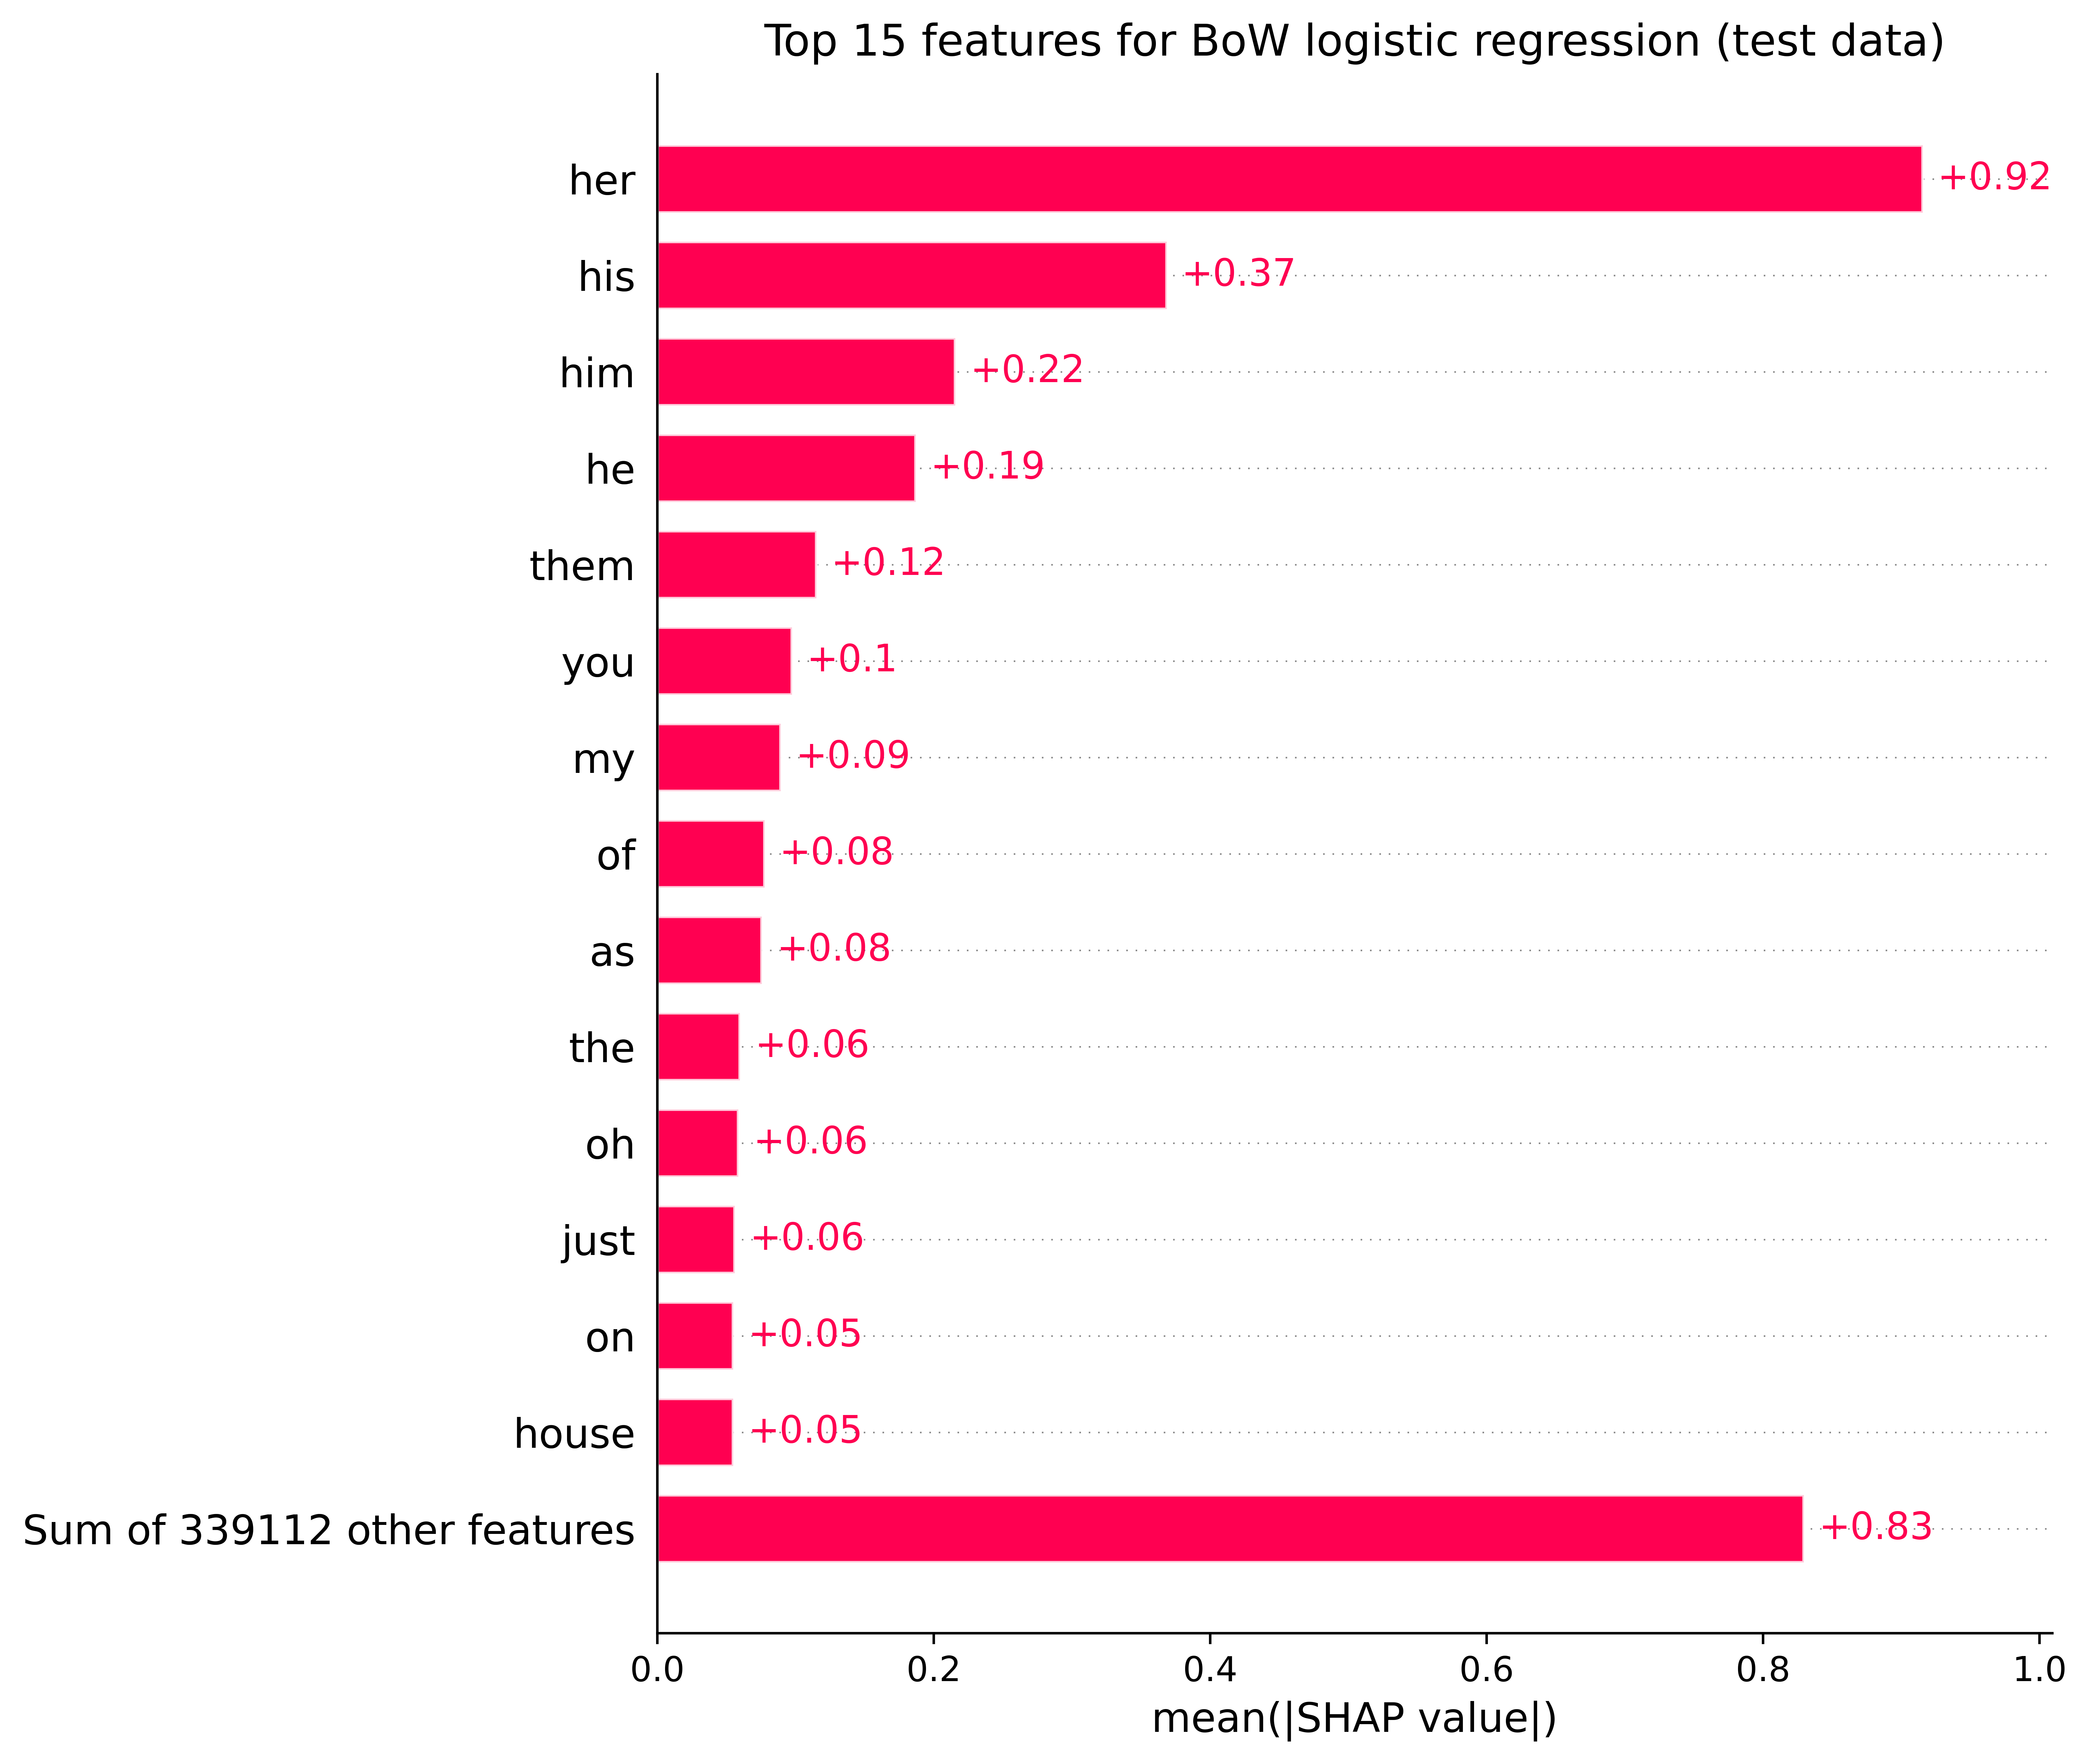 Top 15 features for BoW logistic regression (test data)
her +0.92
his +0.37
him +0.22
he +0.19
them +0.12
you +0.1
my +0.09
of +0.08
as +0.08
the +0.06
oh +0.06
just +0.06
on +0.05
house +0.05
Sum of 339112 other features +0.83
0.0 0.2 0.4 0.6 0.8 1.0
mean(|SHAP value|)